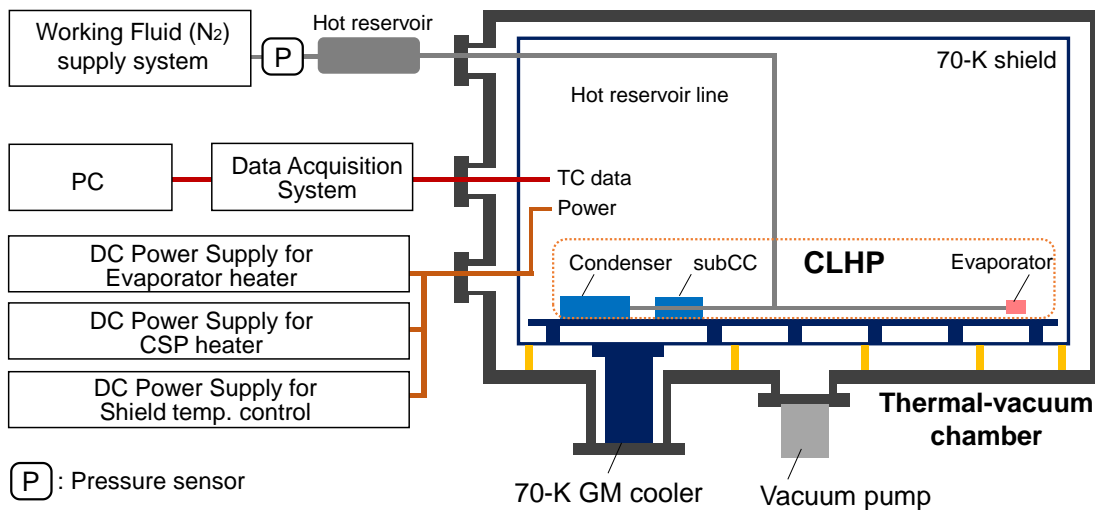 Working Fluid (N2)
supply system
P
Hot reservoir
70-K shield
Hot reservoir line
PC
Data Acquisition
System
TC data
Power
DC Power Supply for
Evaporator heater
DC Power Supply for
CSP heater
DC Power Supply for
Shield temp. control
Condenser
subCC
CLHP
Evaporator
Thermal-vacuum
chamber
P : Pressure sensor
70-K GM cooler
Vacuum pump